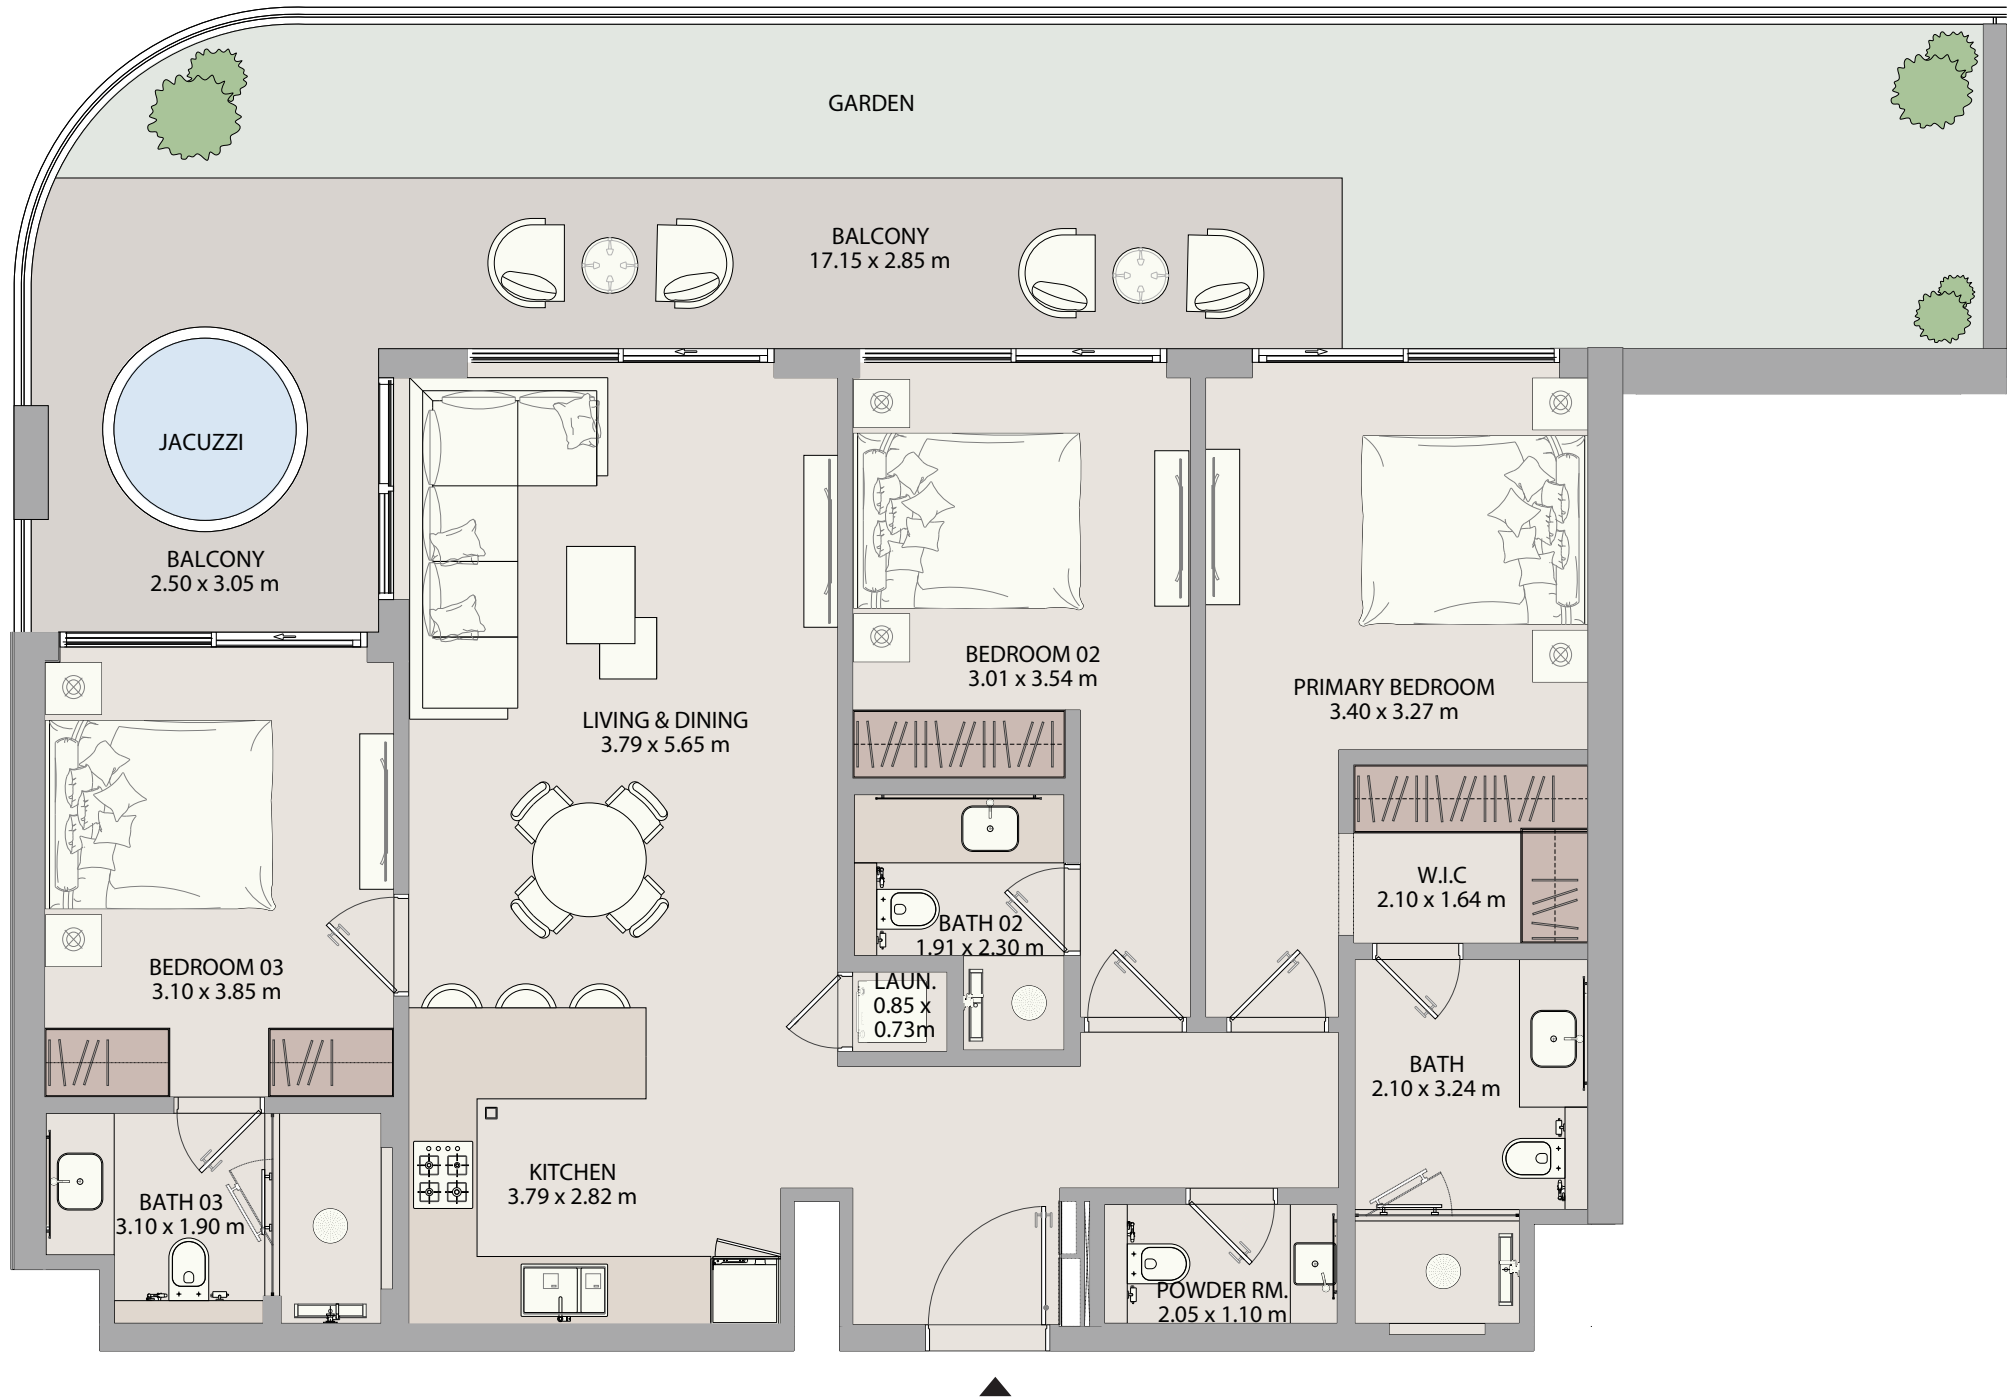 GARDEN
BALCONY
17.15 x 2.85 m
JACUZZI
BALCONY
2.50 x 3.05 m
BEDROOM 02
3.01 x 3.54 m
PRIMARY BEDROOM
3.40 x 3.27 m
LIVING & DINING
3.79 x 5.65 m
W.I.C
2.10 x 1.64 m
BATH 02
1.91 x 2.30 m
BEDROOM 03
3.10 x 3.85 m
LAUN.
0.85 x
0.73m
BATH
2.10 x 3.24 m
KITCHEN
3.79 x 2.82 m
BATH 03
3.10 x 1.90 m
POWDER RM.
2.05 x 1.10 m